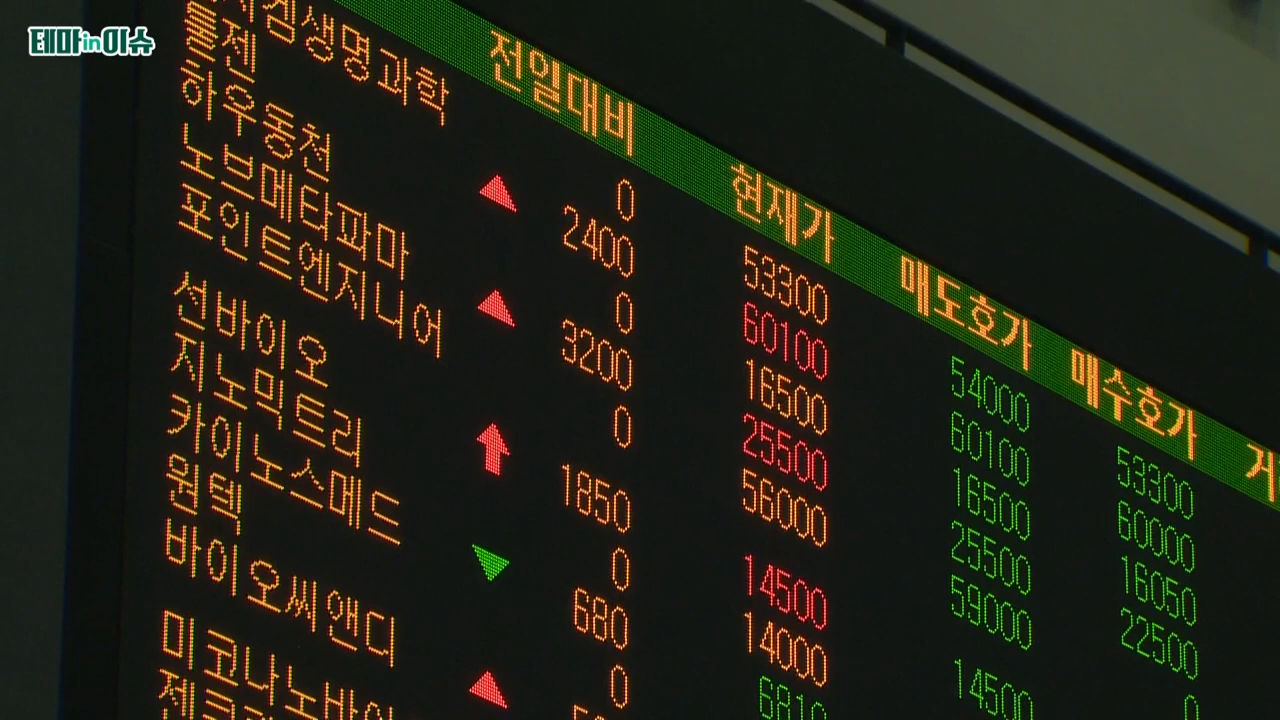 테마in이슈
전일대비 현재가 매도호가 매수호가
생명과학 0 53300 54000 53300
툴젠 ▲ 2400 60100 60100 60000
하우동천 0 16500 16500 16050
노브메타파마 ▲ 3200 25500 25500 22500
포인트엔지니어 0 56000 59000 0
선바이오 ⬆ 1850 14500 14500
지노믹트리 0 14000
카이노스메드 ▼ 680 6810
원텍 0
바이오씨앤디 ▲
미코나노바이